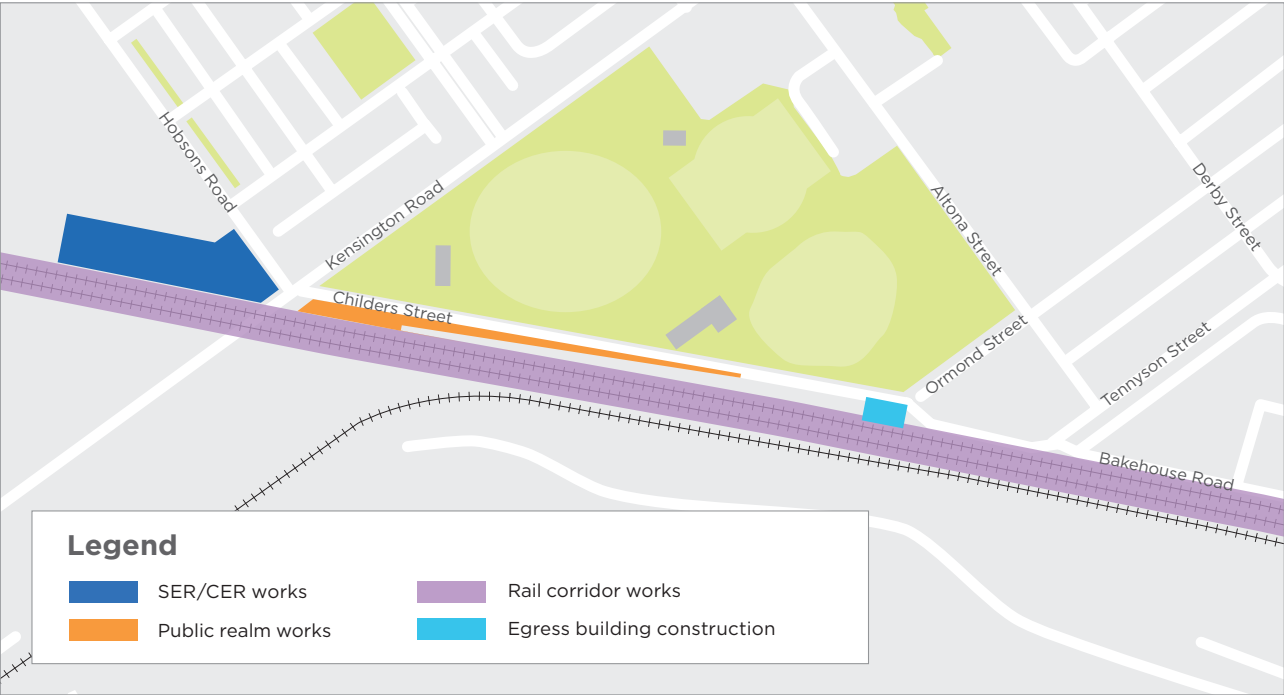 Hobsons Road
Kensington Road
Childers Street
Altona Street
Derby Street
Ormond Street
Tennyson Street
Bakehouse Road
Legend
SER/CER works
Rail corridor works
Public realm works
Egress building construction